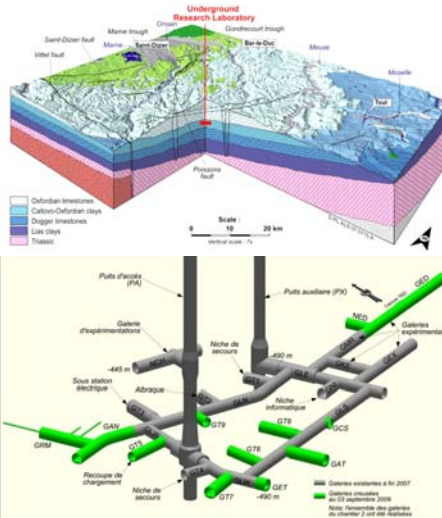 Underground
Research Laboratory
Ornain
Marne trough
Gondrecourt trough
Saint-Dizier fault
Marne
Saint-Dizier
Bar-le-Duc
Meuse
Vittel fault
Moselle
Toul
Poissons
fault
Oxfordian limestones
Callovo-Oxfordian clays
Dogger limestones
Lias clays
Triassic
Scale :
0 10 20 km
Vertical scale : 7x
Puits d'accès
(PA)
Puits auxiliaire (PX)
GED
NED
Galerie
d'expérimentations
Niche de
secours
-490 m
Galeries
expérimentales
-445 m
Sous station
électrique
Albraque
GEX
Niche
informatique
GAN
GLN
GLE
GRM
GT9
GT8
GCS
GT5
GT6
GAT
Recoupe de
chargement
GT4
GT7
GET
-490 m
Galeries existantes à fin 2007
Galeries creusées
au 03 septembre 2009
Nota: l'ensemble des galeries
du chantier 2 ont été réalisées